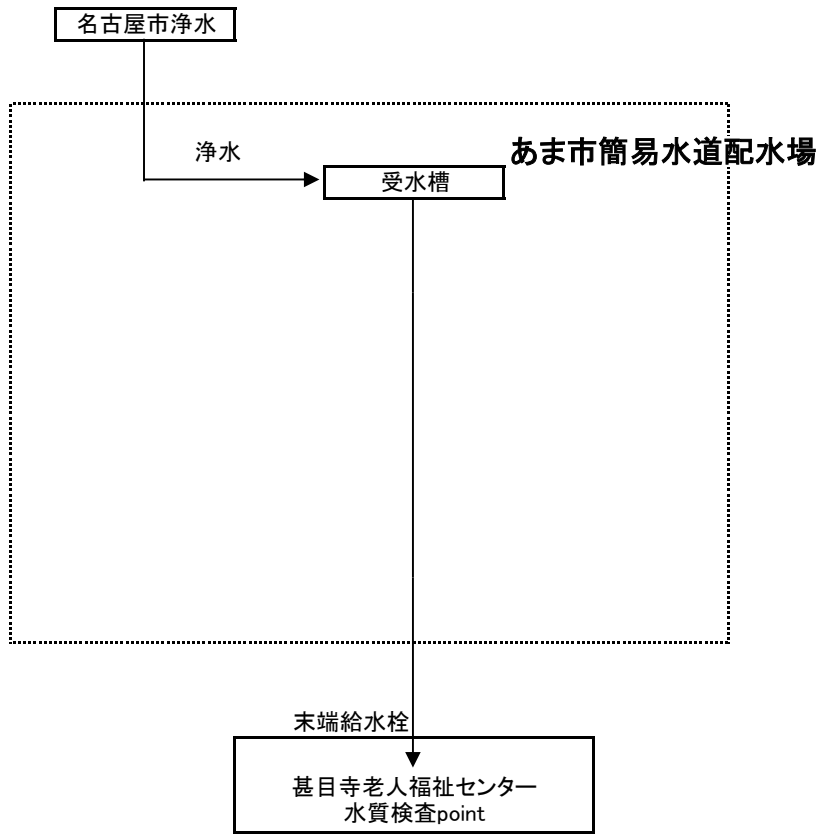 名古屋市浄水
浄水
あま市簡易水道配水場
受水槽
末端給水栓
甚目寺老人福祉センター
水質検査point